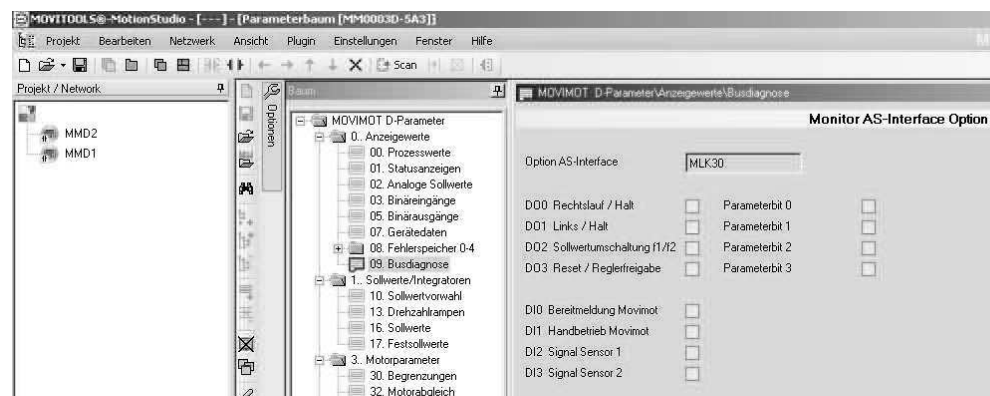 MOVITOOLS®-MotionStudio - [---] - [Parameterbaum [MM0003D-5A3]]
Projekt Bearbeiten Netzwerk Ansicht Plugin Einstellungen Fenster Hilfe
Scan
Projekt / Network
MMD2
MMD1
Optionen
Baum
MOVIMOT D-Parameter
0.. Anzeigewerte
00. Prozesswerte
01. Statusanzeigen
02. Analoge Sollwerte
03. Binäreingänge
05. Binärausgänge
07. Gerätedaten
08. Fehlerspeicher 0-4
09. Busdiagnose
1.. Sollwerte/Integratoren
10. Sollwertvorwahl
13. Drehzahlrampen
16. Sollwerte
17. Festsollwerte
3.. Motorparameter
30. Begrenzungen
32. Motorabgleich
MOVIMOT D-Parameter\Anzeigewerte\Busdiagnose
Monitor AS-Interface Option
Option AS-Interface MLK30
DO0 Rechtslauf / Halt Parameterbit 0
DO1 Links / Halt Parameterbit 1
DO2 Sollwertumschaltung f1/f2 Parameterbit 2
DO3 Reset / Reglerfreigabe Parameterbit 3
DI0 Bereitmeldung Movimot
DI1 Handbetrieb Movimot
DI2 Signal Sensor 1
DI3 Signal Sensor 2